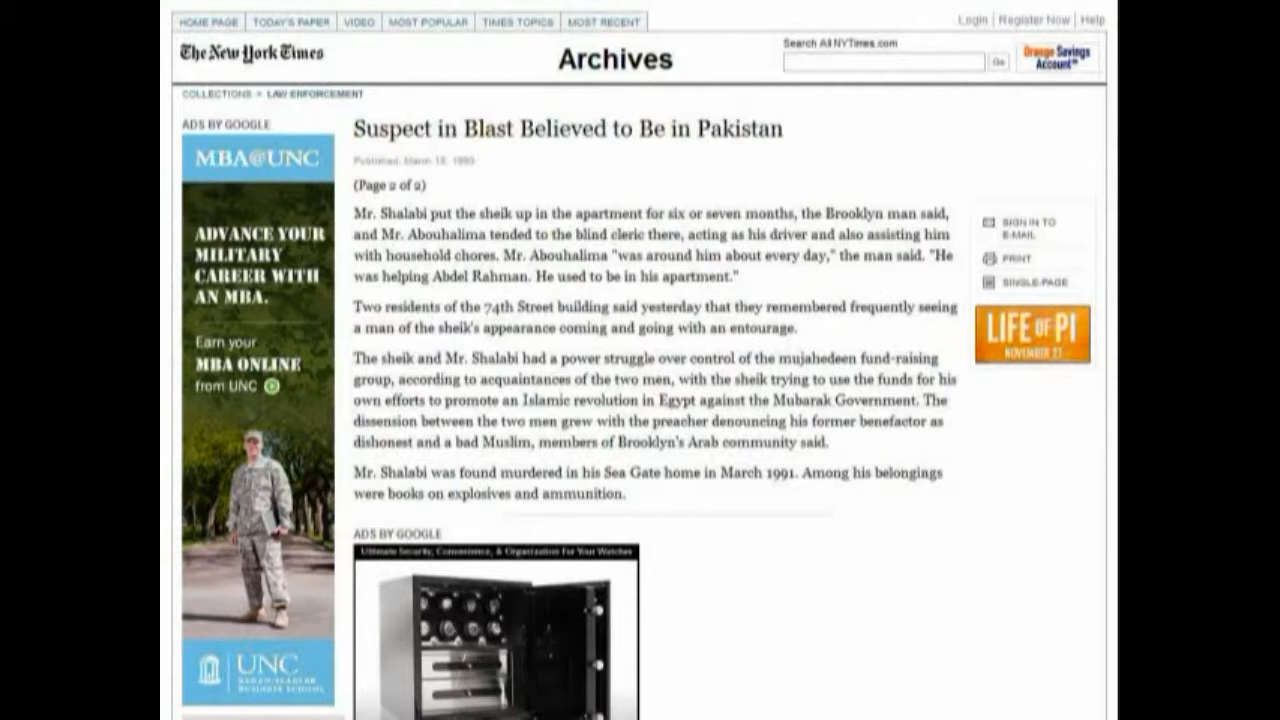 HOME PAGE TODAY'S PAPER VIDEO MOST POPULAR TIMES TOPICS MOST RECENT
Login Register Now Help
The New York Times
Archives
Search All NYTimes.com
Go
Orange Savings
Account
COLLECTIONS > LAW ENFORCEMENT
ADS BY GOOGLE
MBA@UNC
ADVANCE YOUR
MILITARY
CAREER WITH
AN MBA.
Earn your
MBA ONLINE
from UNC
UNC
KENAN-FLAGLER
BUSINESS SCHOOL
Suspect in Blast Believed to Be in Pakistan
Published: March 18, 1993
(Page 2 of 2)
Mr. Shalabi put the sheik up in the apartment for six or seven months, the Brooklyn man said,
and Mr. Abouhalima tended to the blind cleric there, acting as his driver and also assisting him
with household chores. Mr. Abouhalima "was around him about every day," the man said. "He
was helping Abdel Rahman. He used to be in his apartment."
Two residents of the 74th Street building said yesterday that they remembered frequently seeing
a man of the sheik's appearance coming and going with an entourage.
The sheik and Mr. Shalabi had a power struggle over control of the mujahedeen fund-raising
group, according to acquaintances of the two men, with the sheik trying to use the funds for his
own efforts to promote an Islamic revolution in Egypt against the Mubarak Government. The
dissension between the two men grew with the preacher denouncing his former benefactor as
dishonest and a bad Muslim, members of Brooklyn's Arab community said.
Mr. Shalabi was found murdered in his Sea Gate home in March 1991. Among his belongings
were books on explosives and ammunition.
SIGN IN TO
E-MAIL
PRINT
SINGLE-PAGE
LIFE OF PI
NOVEMBER 21
ADS BY GOOGLE
Ultimate Security, Convenience, & Organization For Your Watches